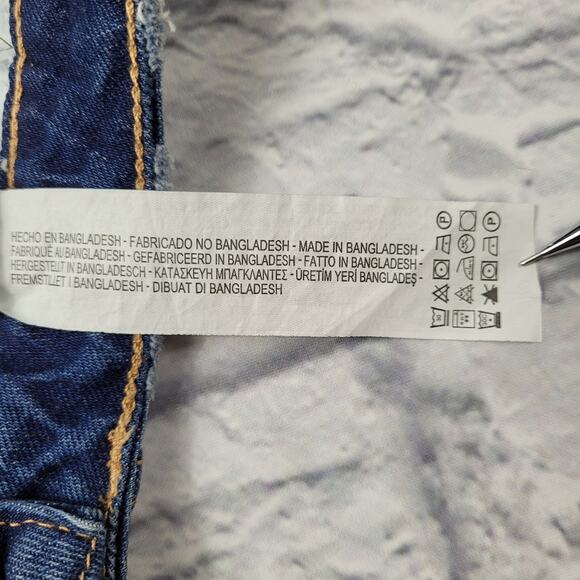 HECHO EN BANGLADESH - FABRICADO NO BANGLADESH - MADE IN BANGLADESH -
FABRIQUÉ AU BANGLADESH - GEFABRICEERD IN BANGLADESH - FATTO IN BANGLADESH -
HERGESTELLT IN BANGLADESCH - ΚΑΤΑΣΚΕΥΗ ΜΠΑΓΚΛΑΝΤΕΣ - ÜRETİM YERİ BANGLADEŞ -
FREMSTILET I BANGLADESH - DIBUAT DI BANGLADESH
P P